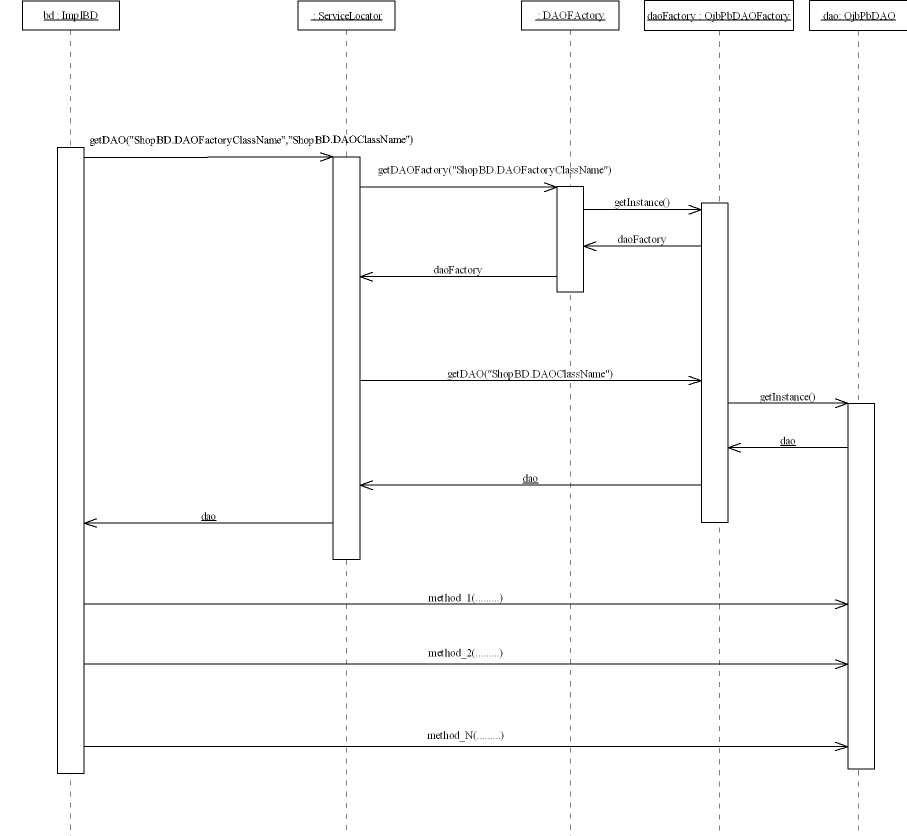 bd : ImplBD
: ServiceLocator
: DAOFActory
daoFactory : OjbPbDAOFactory
dao: OjbPbDAO
getDAO("ShopBD.DAOFactoryClassName","ShopBD.DAOClassName")
getDAOFactory("ShopBD.DAOFactoryClassName")
getInstance()
daoFactory
daoFactory
getDAO("ShopBD.DAOClassName")
getInstance()
dao
dao
dao
method_1(.........)
method_2(.........)
method_N(.........)